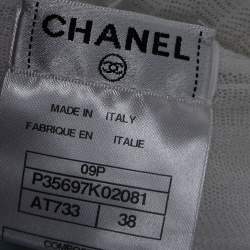 CHANEL
MADE IN ITALY
FABRIQUE EN ITALIE
09P
P35697K02081
AT733 38